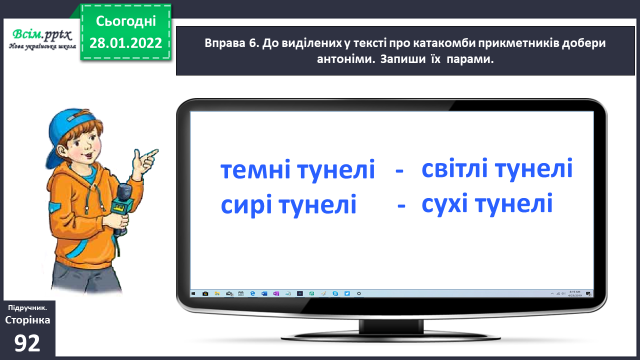 Всім.pptx
Нова українська школа
Сьогодні
28.01.2022
Вправа 6. До виділених у тексті про катакомби прикметників добери
антоніми. Запиши їх парами.
темні тунелі - світлі тунелі
сирі тунелі - сухі тунелі
Підручник.
Сторінка
92